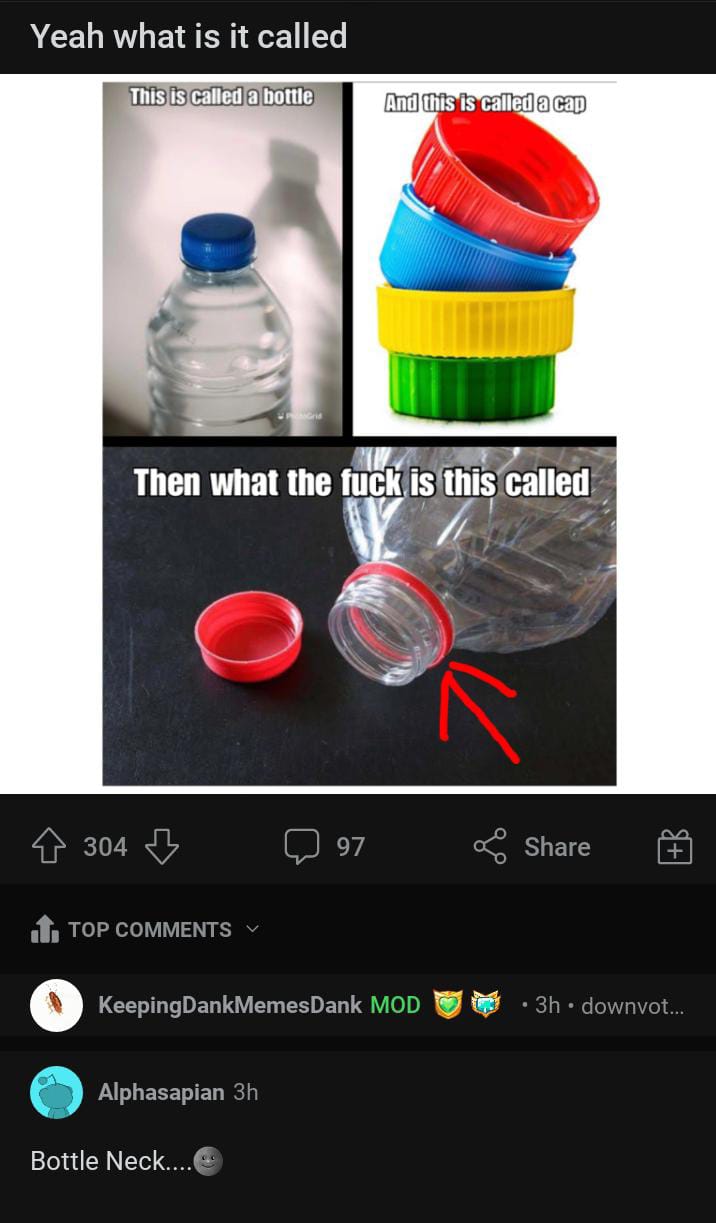 Yeah what is it called
This is called a bottle
And this is called a cap
PhotoGrid
Then what the fuck is this called
304
97
Share
TOP COMMENTS
KeepingDankMemesDank MOD • 3h • downvot...
Alphasapian 3h
Bottle Neck....🌚